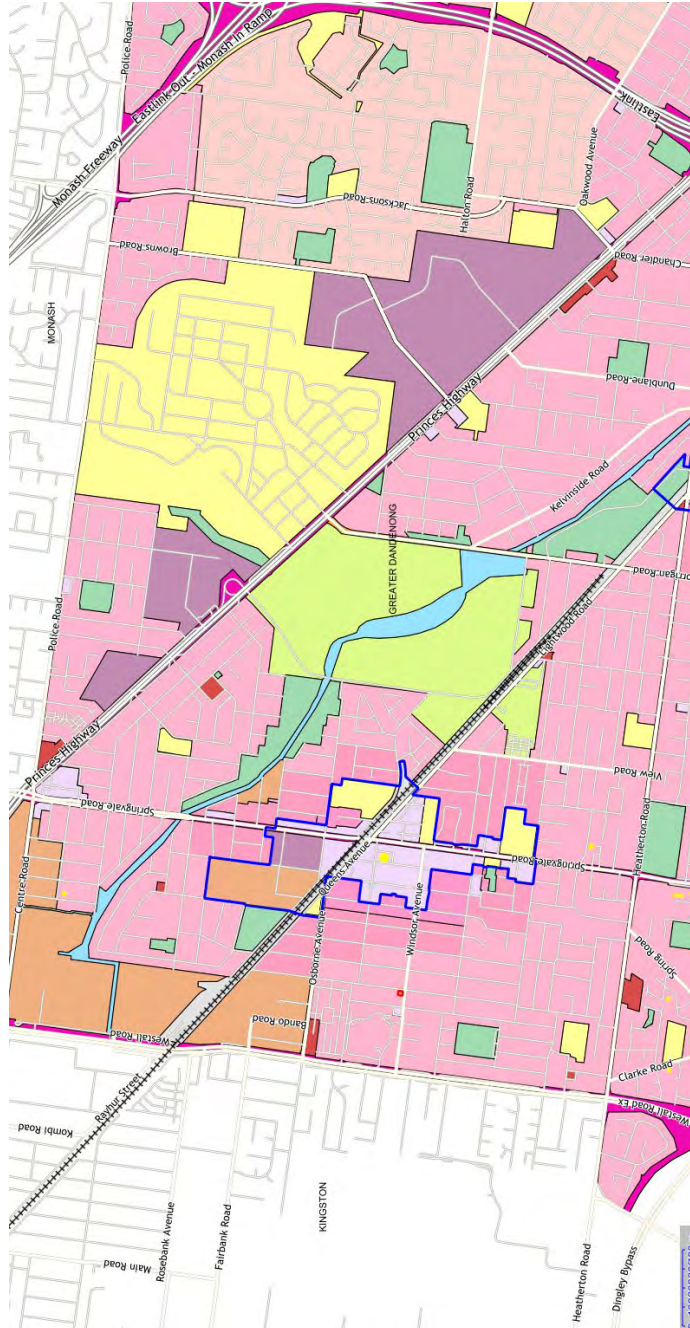 Police Road
Eastlink Out - Monash In Ramp
Monash Freeway
Eastlink
Oakwood Avenue
Jacksons Road
Halton Road
Browns Road
Chandler Road
MONASH
Princes Highway
Dunblane Road
Kelvinside Road
GREATER DANDENONG
Police Road
Corrigan Road
Lightwood Road
Princes Highway
View Road
Springvale Road
Heatherton Road
Centre Road
Queens Avenue
Springvale Road
Osborne Avenue
Windsor Avenue
Spring Road
Bando Road
Westall Road
Clarke Road
Rayhur Street
Westall Road Ex
Kombi Road
KINGSTON
Rosebank Avenue
Fairbank Road
Main Road
Heatherton Road
Dingley Bypass